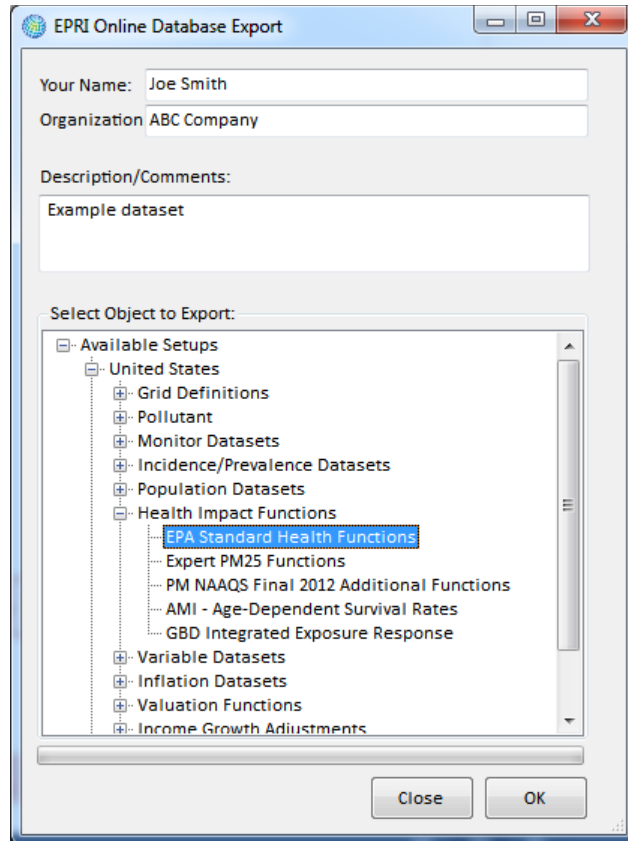 EPRI Online Database Export
Your Name: Joe Smith
Organization ABC Company
Description/Comments:
Example dataset
Select Object to Export:
Available Setups
United States
Grid Definitions
Pollutant
Monitor Datasets
Incidence/Prevalence Datasets
Population Datasets
Health Impact Functions
EPA Standard Health Functions
Expert PM25 Functions
PM NAAQS Final 2012 Additional Functions
AMI - Age-Dependent Survival Rates
GBD Integrated Exposure Response
Variable Datasets
Inflation Datasets
Valuation Functions
Income Growth Adjustments
Close OK